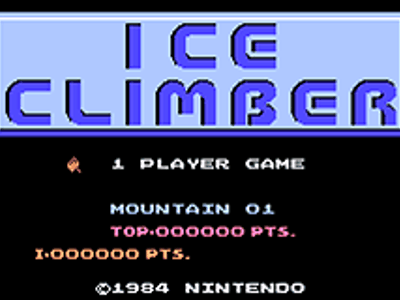 ICE
CLIMBER
1 PLAYER GAME
MOUNTAIN 01
TOP·000000 PTS.
I·000000 PTS.
©1984 NINTENDO